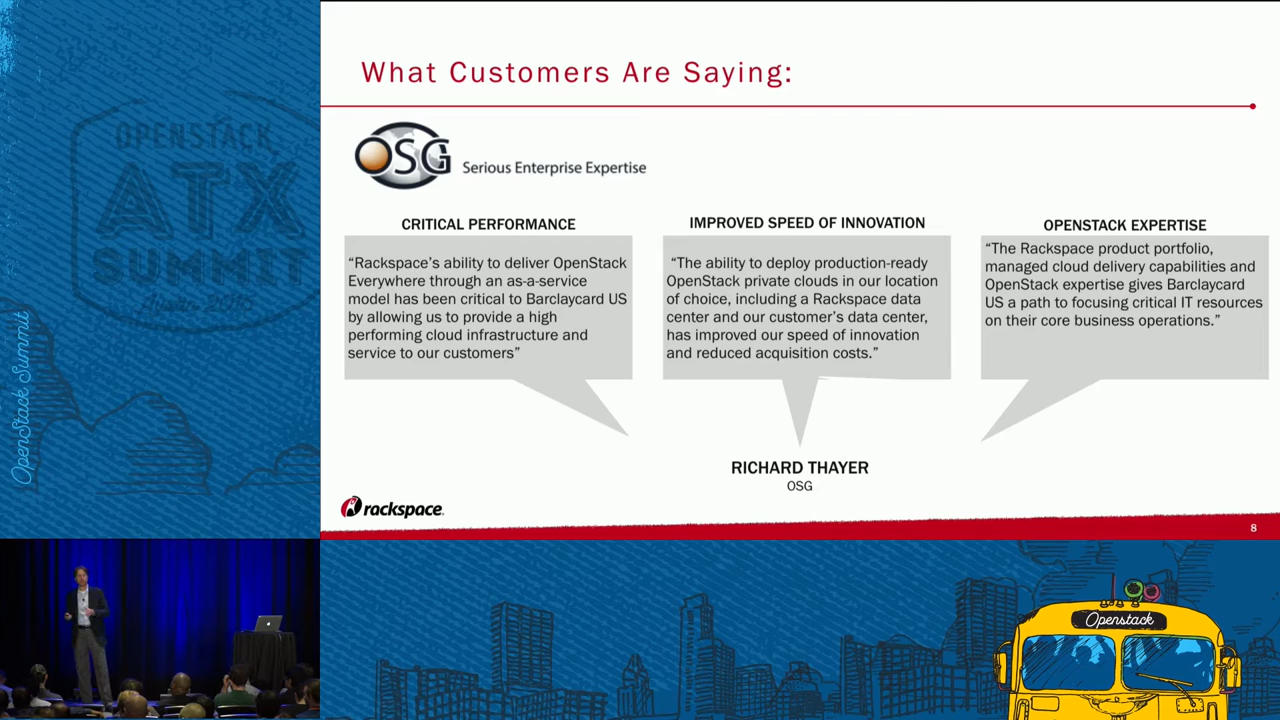 What Customers Are Saying:
OSG
Serious Enterprise Expertise
CRITICAL PERFORMANCE
“Rackspace’s ability to deliver OpenStack
Everywhere through an as-a-service
model has been critical to Barclaycard US
by allowing us to provide a high
performing cloud infrastructure and
service to our customers”
IMPROVED SPEED OF INNOVATION
“The ability to deploy production-ready
OpenStack private clouds in our location
of choice, including a Rackspace data
center and our customer’s data center,
has improved our speed of innovation
and reduced acquisition costs.”
OPENSTACK EXPERTISE
“The Rackspace product portfolio,
managed cloud delivery capabilities and
OpenStack expertise gives Barclaycard
US a path to focusing critical IT resources
on their core business operations.”
RICHARD THAYER
OSG
rackspace.
8
OPENSTACK
ATX
SUMMIT
OpenStack Summit
Openstack